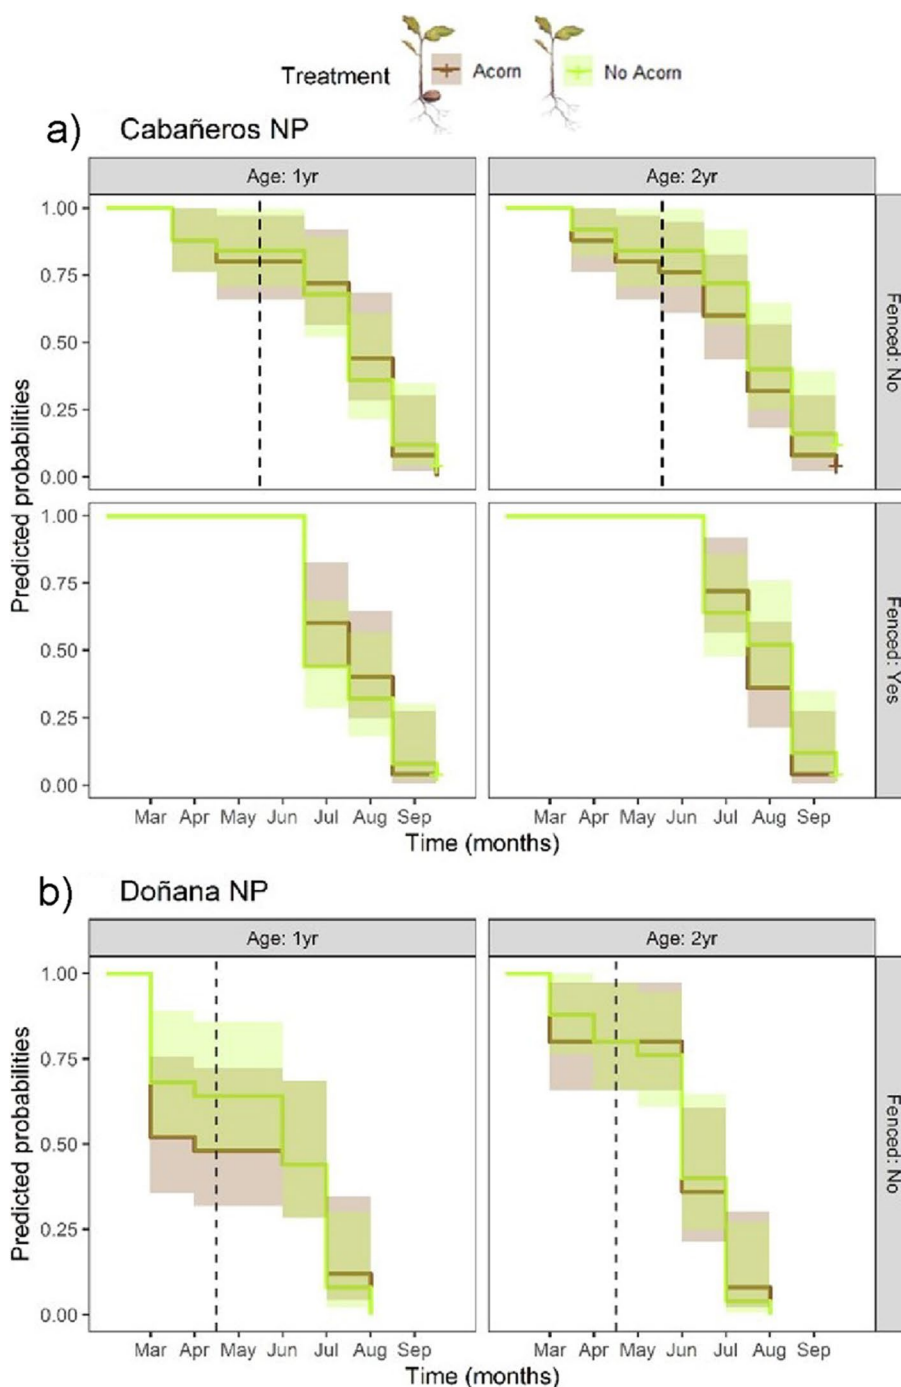 Treatment Acorn No Acorn
a) Cabañeros NP
Age: 1yr Age: 2yr
1.00
0.75
0.50
0.25
0.00
Fenced: No
Predicted probabilities
1.00
0.75
0.50
0.25
0.00
Fenced: Yes
Mar Apr May Jun Jul Aug Sep Mar Apr May Jun Jul Aug Sep
Time (months)
b) Doñana NP
Age: 1yr Age: 2yr
1.00
0.75
0.50
0.25
0.00
Predicted probabilities
Fenced: No
Mar Apr May Jun Jul Aug Sep Mar Apr May Jun Jul Aug Sep
Time (months)